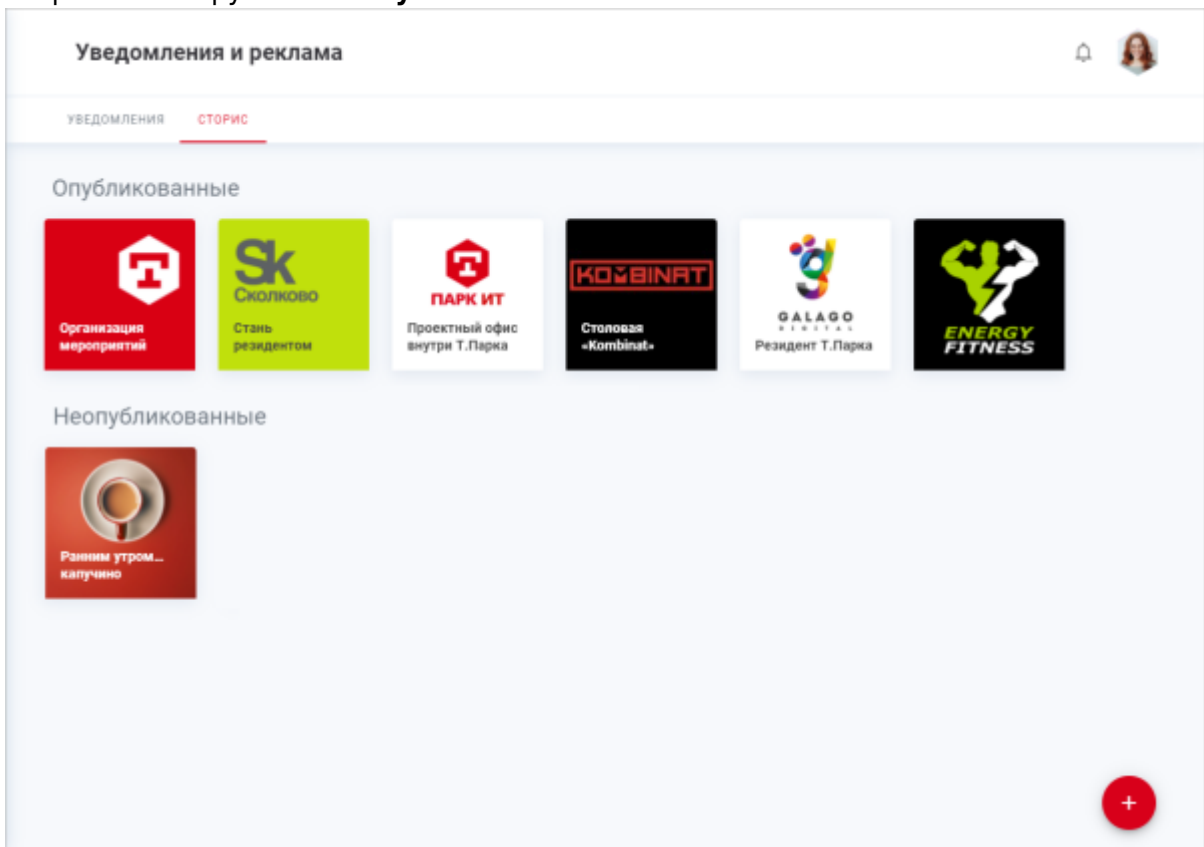 Уведомления и реклама
УВЕДОМЛЕНИЯ СТОРИС
Опубликованные
T
Организация
мероприятий
Sk
Сколково
Стань
резидентом
T
ПАРК ИТ
Проектный офис
внутри Т.Парка
KOMBINAT
Столовая
«Kombinat»
g
GALAGO
DIGITAL
Резидент Т.Парка
ENERGY
FITNESS
Неопубликованные
Ранним утром...
капучино
+